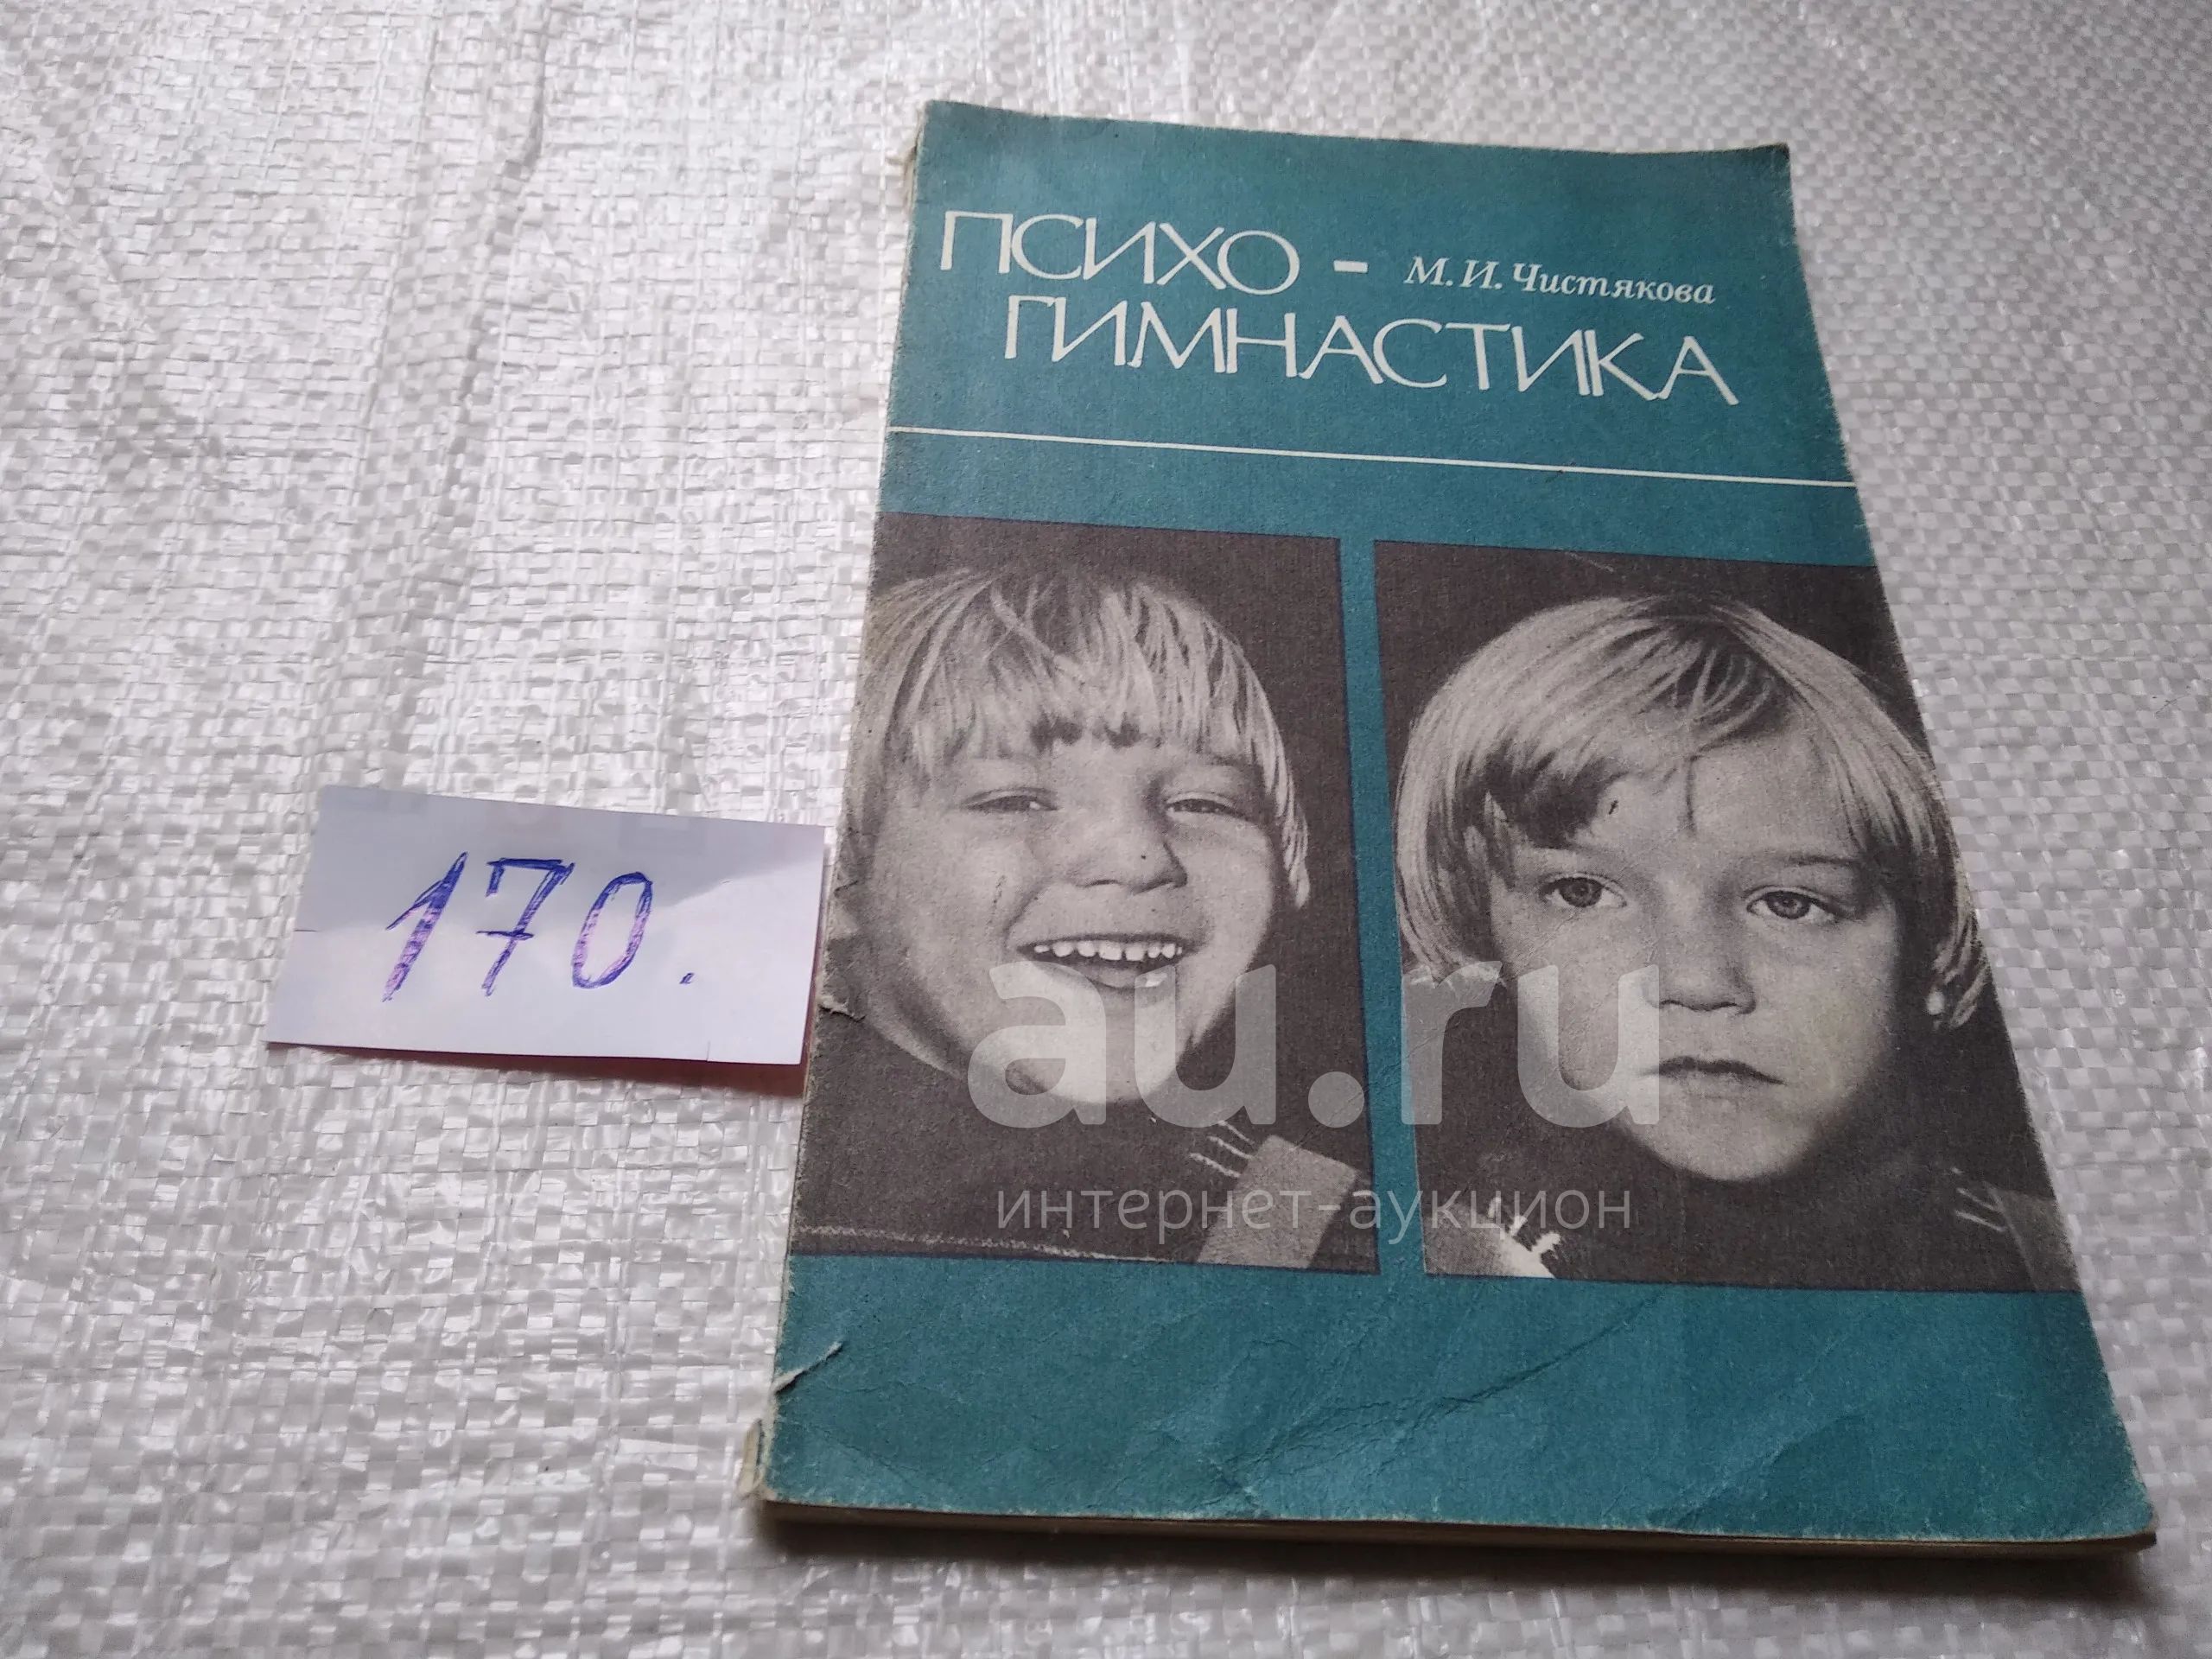 ПСИХО -
М. И. Чистякова
ГИМНАСТИКА
170.
au.ru
интернет-аукцион